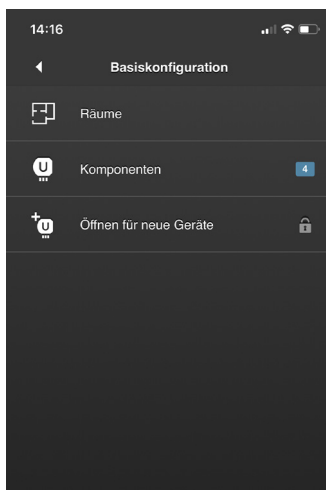 14:16
Basiskonfiguration
Räume
Komponenten
4
Öffnen für neue Geräte